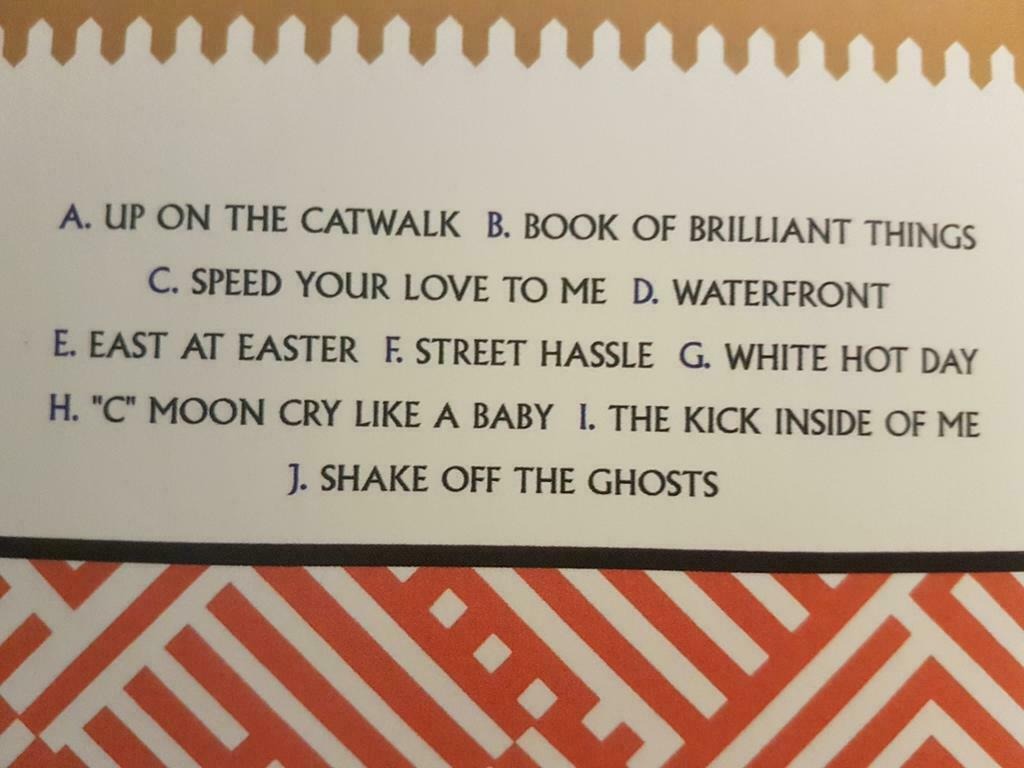 A. UP ON THE CATWALK B. BOOK OF BRILLIANT THINGS
C. SPEED YOUR LOVE TO ME D. WATERFRONT
E. EAST AT EASTER F. STREET HASSLE G. WHITE HOT DAY
H. "C" MOON CRY LIKE A BABY I. THE KICK INSIDE OF ME
J. SHAKE OFF THE GHOSTS